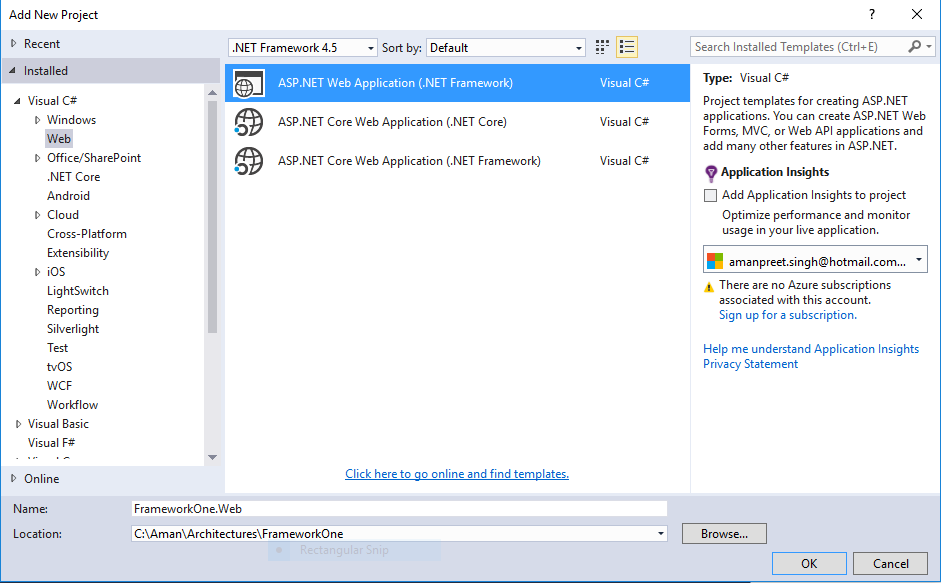 Add New Project
?
Recent
.NET Framework 4.5
Sort by:
Default
Search Installed Templates (Ctrl+E)
Installed
Visual C#
Windows
Web
Office/SharePoint
.NET Core
Android
Cloud
Cross-Platform
Extensibility
iOS
LightSwitch
Reporting
Silverlight
Test
tvOS
WCF
Workflow
Visual Basic
Visual F#
Online
ASP.NET Web Application (.NET Framework) Visual C#
ASP.NET Core Web Application (.NET Core) Visual C#
ASP.NET Core Web Application (.NET Framework) Visual C#
Click here to go online and find templates.
Type: Visual C#
Project templates for creating ASP.NET
applications. You can create ASP.NET Web
Forms, MVC, or Web API applications and
add many other features in ASP.NET.
Application Insights
Add Application Insights to project
Optimize performance and monitor
usage in your live application.
amanpreet.singh@hotmail.com...
There are no Azure subscriptions
associated with this account.
Sign up for a subscription.
Help me understand Application Insights
Privacy Statement
Name: FrameworkOne.Web
Location: C:\Aman\Architectures\FrameworkOne
Browse...
Rectangular Snip
OK
Cancel